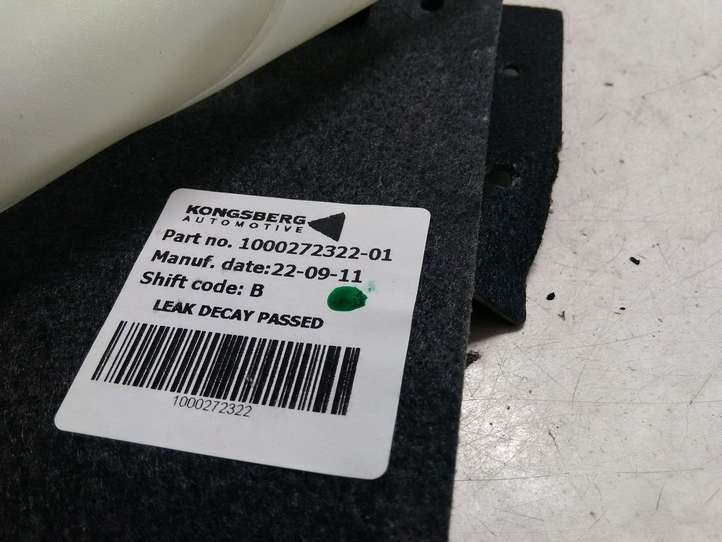 KONGSBERG
AUTOMOTIVE
Part no. 1000272322-01
Manuf. date:22-09-11
Shift code: B
LEAK DECAY PASSED
1000272322